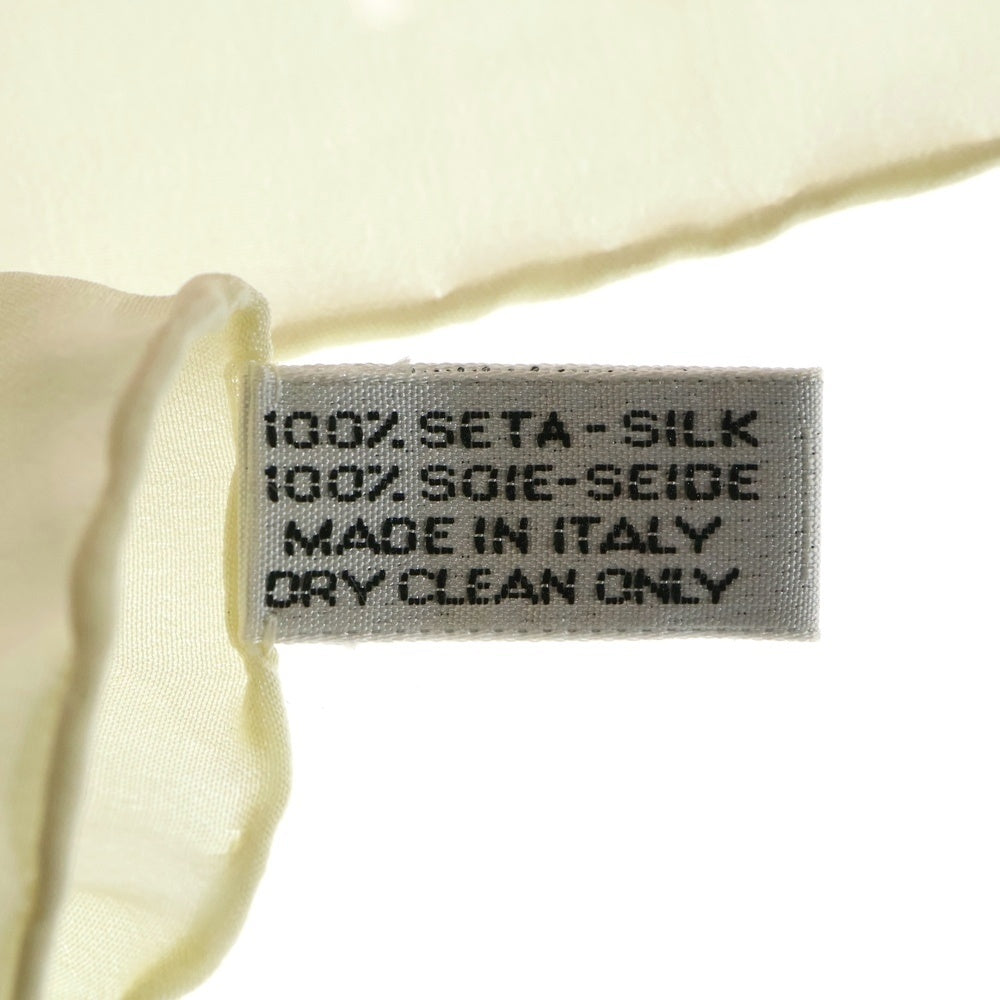 100% SETA - SILK
100% SOIE-SEIDE
MADE IN ITALY
DRY CLEAN ONLY